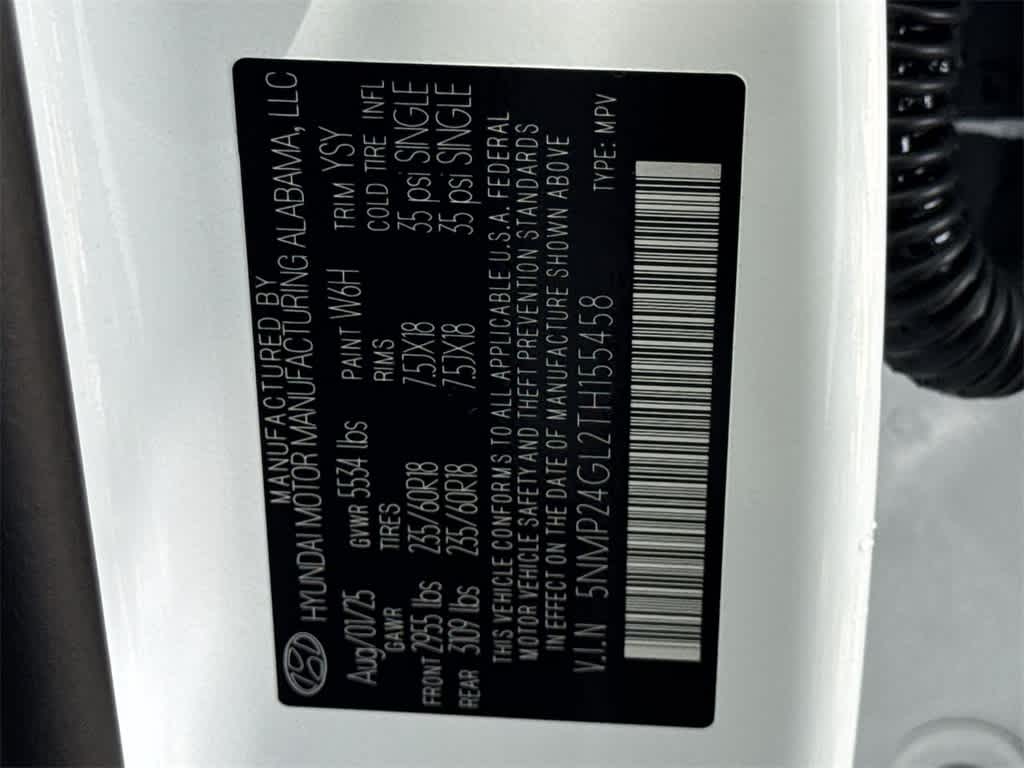 MANUFACTURED BY
HYUNDAI MOTOR MANUFACTURING ALABAMA, LLC
Aug/01/25 GVWR 5534 lbs PAINT W6H TRIM YSY
GAWR TIRES RIMS COLD TIRE INFL
FRONT 2955 lbs 235/60R18 7.5JX18 35 psi SINGLE
REAR 3109 lbs 235/60R18 7.5JX18 35 psi SINGLE
THIS VEHICLE CONFORMS TO ALL APPLICABLE U.S.A. FEDERAL
MOTOR VEHICLE SAFETY AND THEFT PREVENTION STANDARDS
IN EFFECT ON THE DATE OF MANUFACTURE SHOWN ABOVE
V.I.N 5NMP24GL2TH155458 TYPE: MPV